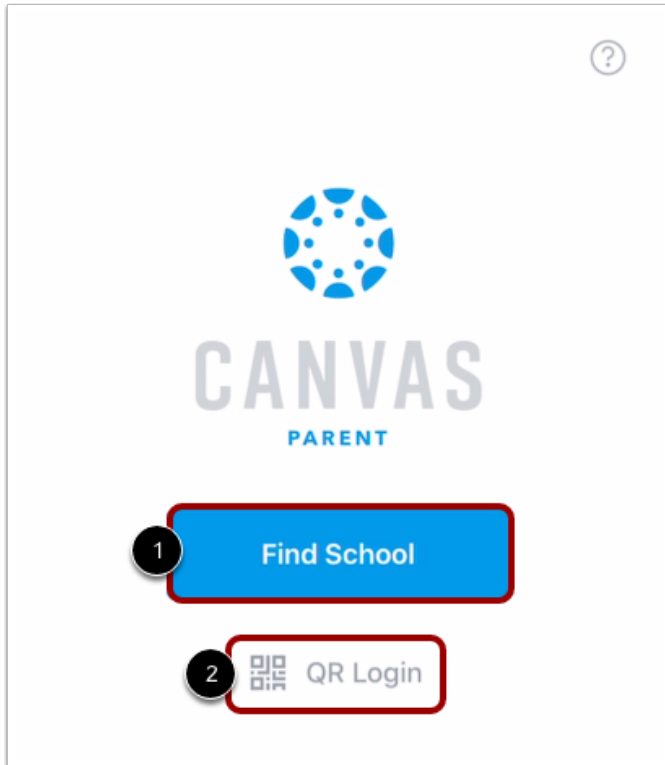 ?
CANVAS
PARENT
1
Find School
2
QR Login